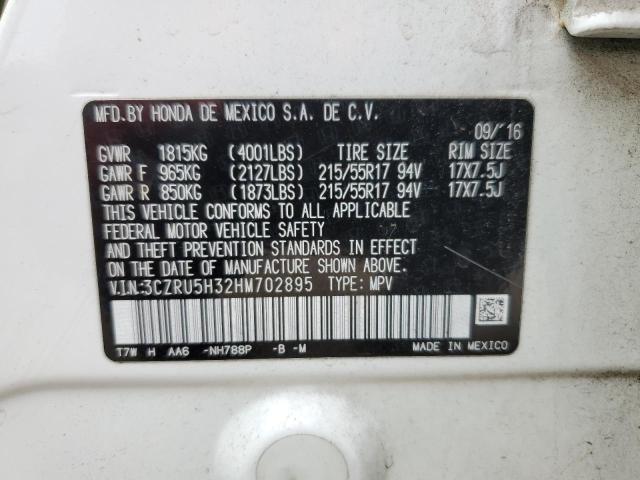 MFD.BY HONDA DE MEXICO S.A. DE C.V.
09/'16
GVWR 1815KG (4001LBS) TIRE SIZE RIM SIZE
GAWR F 965KG (2127LBS) 215/55R17 94V 17X7.5J
GAWR R 850KG (1873LBS) 215/55R17 94V 17X7.5J
THIS VEHICLE CONFORMS TO ALL APPLICABLE
FEDERAL MOTOR VEHICLE SAFETY
AND THEFT PREVENTION STANDARDS IN EFFECT
ON THE DATE OF MANUFACTURE SHOWN ABOVE.
V.I.N:3CZRU5H32HM702895 TYPE: MPV
T7W H AA6 -NH788P -B -M MADE IN MEXICO